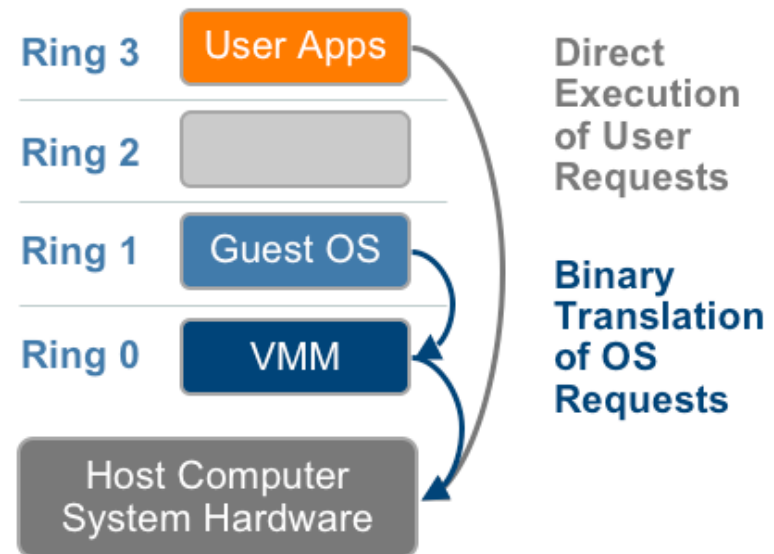 Ring 3
User Apps
Direct
Execution
of User
Requests
Ring 2
Ring 1
Guest OS
Binary
Translation
of OS
Requests
Ring 0
VMM
Host Computer
System Hardware